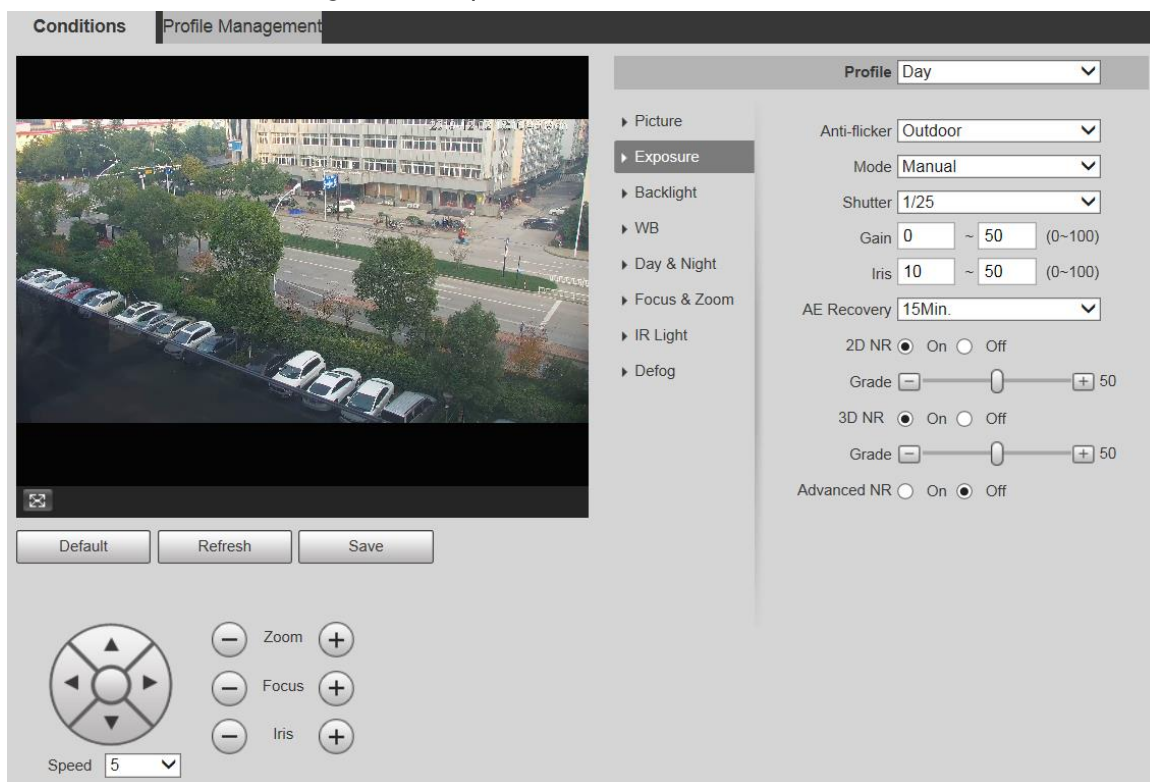 Conditions
Profile Management
Profile Day
Picture
Exposure
Backlight
WB
Day & Night
Focus & Zoom
IR Light
Defog
Anti-flicker Outdoor
Mode Manual
Shutter 1/25
Gain 0 ~ 50 (0~100)
Iris 10 ~ 50 (0~100)
AE Recovery 15Min.
2D NR On Off
Grade - + 50
3D NR On Off
Grade - + 50
Advanced NR On Off
Default Refresh Save
Zoom
Focus
Iris
Speed 5